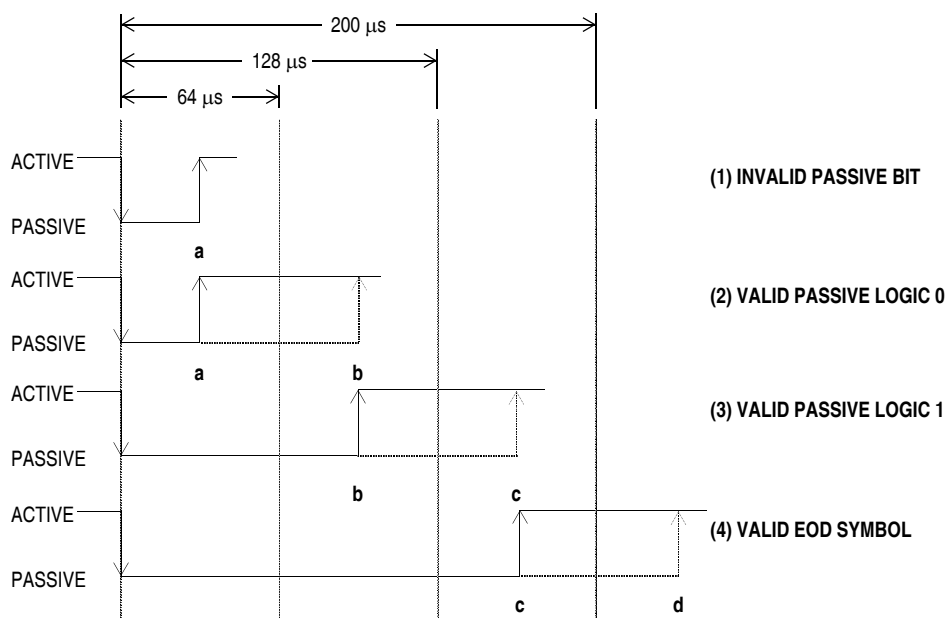 200 µs
128 µs
64 µs
ACTIVE
(1) INVALID PASSIVE BIT
PASSIVE
a
ACTIVE
(2) VALID PASSIVE LOGIC 0
PASSIVE
a b
ACTIVE
(3) VALID PASSIVE LOGIC 1
PASSIVE
b c
ACTIVE
(4) VALID EOD SYMBOL
PASSIVE
c d